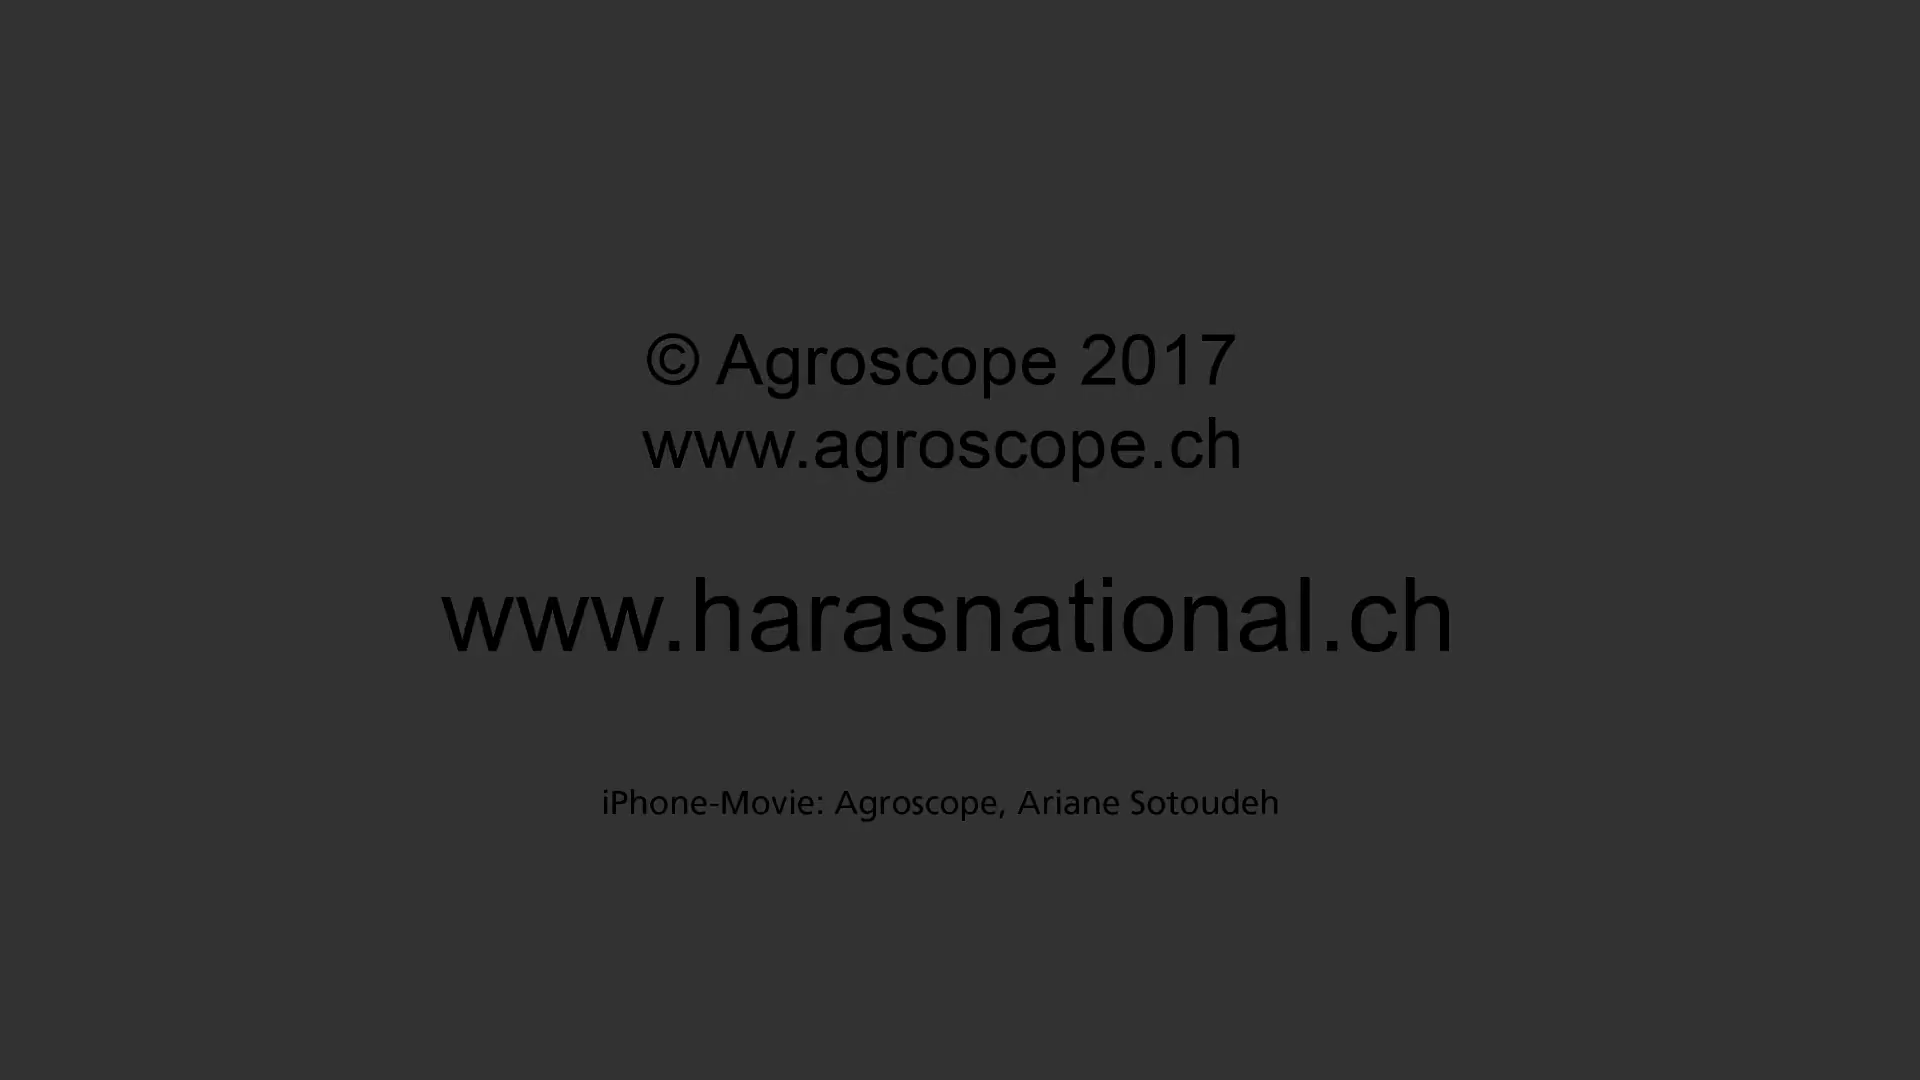 © Agroscope 2017
www.agroscope.ch
www.harasnational.ch
iPhone-Movie: Agroscope, Ariane Sotoudeh